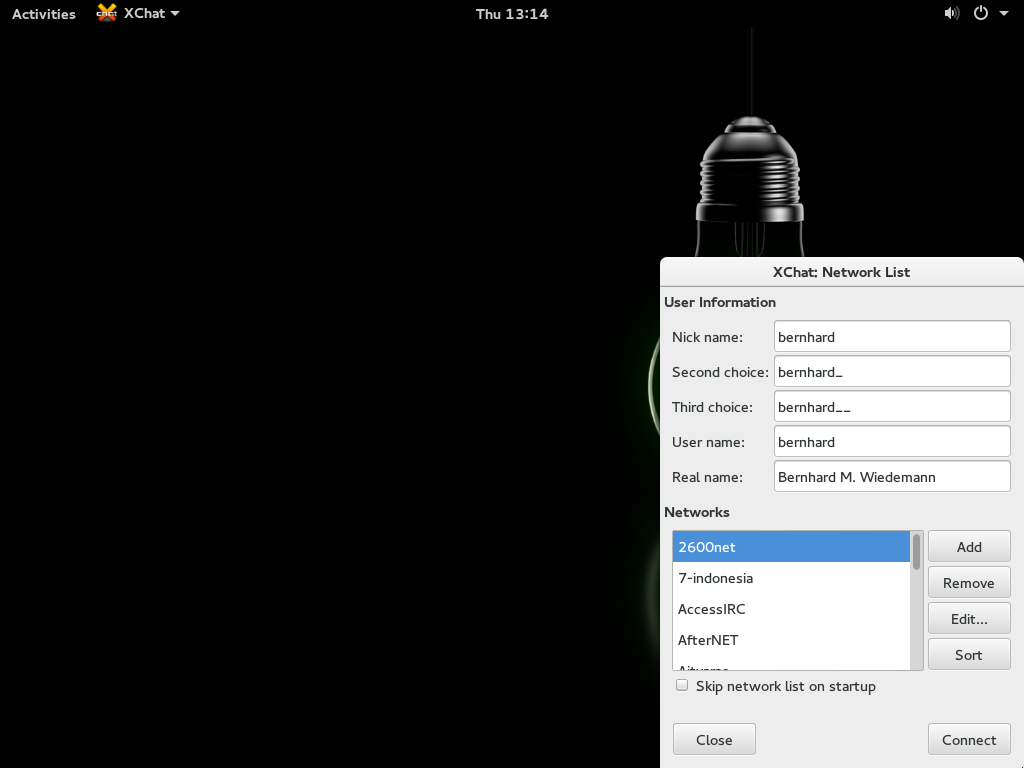 Activities XChat Thu 13:14
XChat: Network List
User Information
Nick name: bernhard
Second choice: bernhard_
Third choice: bernhard__
User name: bernhard
Real name: Bernhard M. Wiedemann
Networks
2600net Add
7-indonesia Remove
AccessIRC Edit...
AfterNET Sort
Skip network list on startup
Close Connect